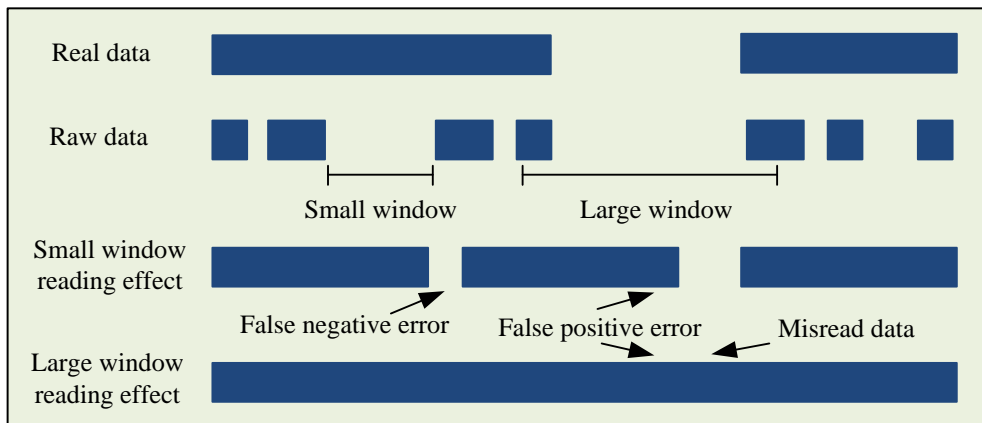 Real data
Raw data
Small window
Large window
Small window
reading effect
False negative error
False positive error
Misread data
Large window
reading effect